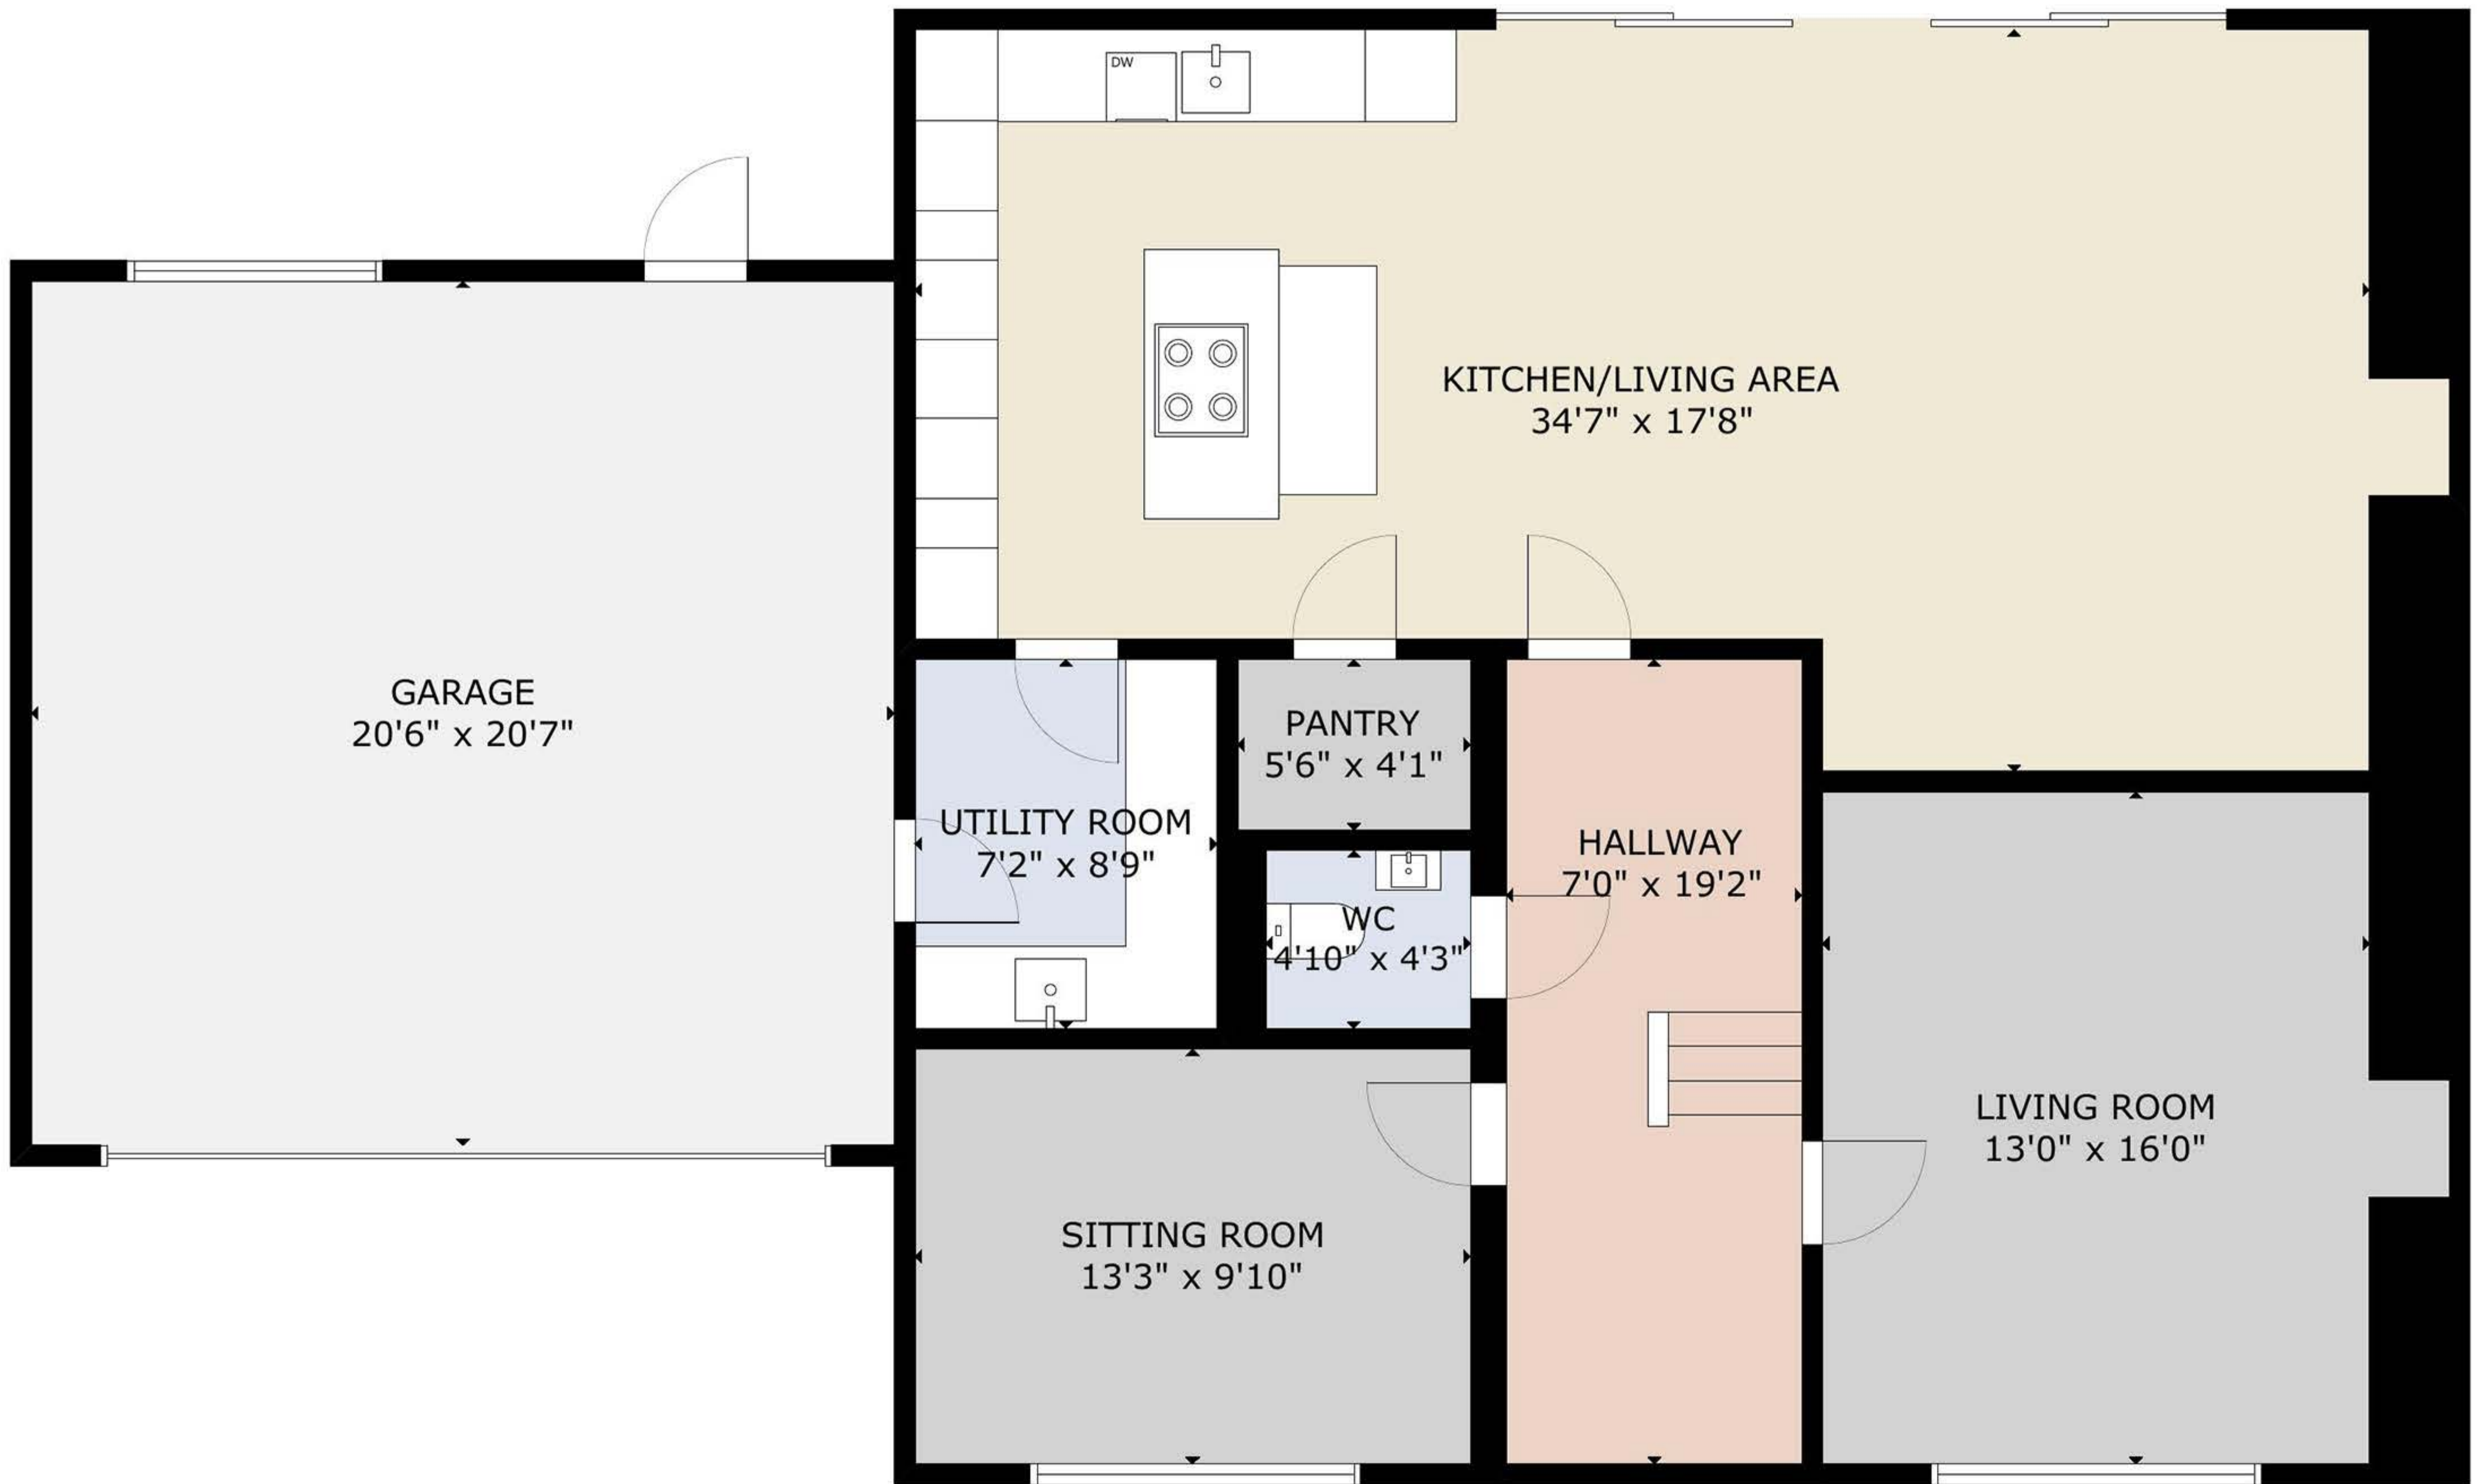 DW
KITCHEN/LIVING AREA
34'7" x 17'8"
GARAGE
20'6" x 20'7"
UTILITY ROOM
7'2" x 8'9"
PANTRY
5'6" x 4'1"
HALLWAY
7'0" x 19'2"
WC
4'10" x 4'3"
LIVING ROOM
13'0" x 16'0"
SITTING ROOM
13'3" x 9'10"